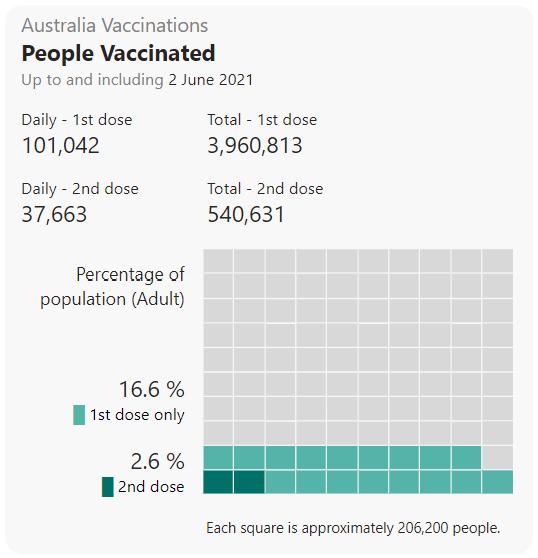 Australia Vaccinations
People Vaccinated
Up to and including 2 June 2021
Daily - 1st dose
101,042
Total - 1st dose
3,960,813
Daily - 2nd dose
37,663
Total - 2nd dose
540,631
Percentage of
population (Adult)
16.6 %
1st dose only
2.6 %
2nd dose
Each square is approximately 206,200 people.